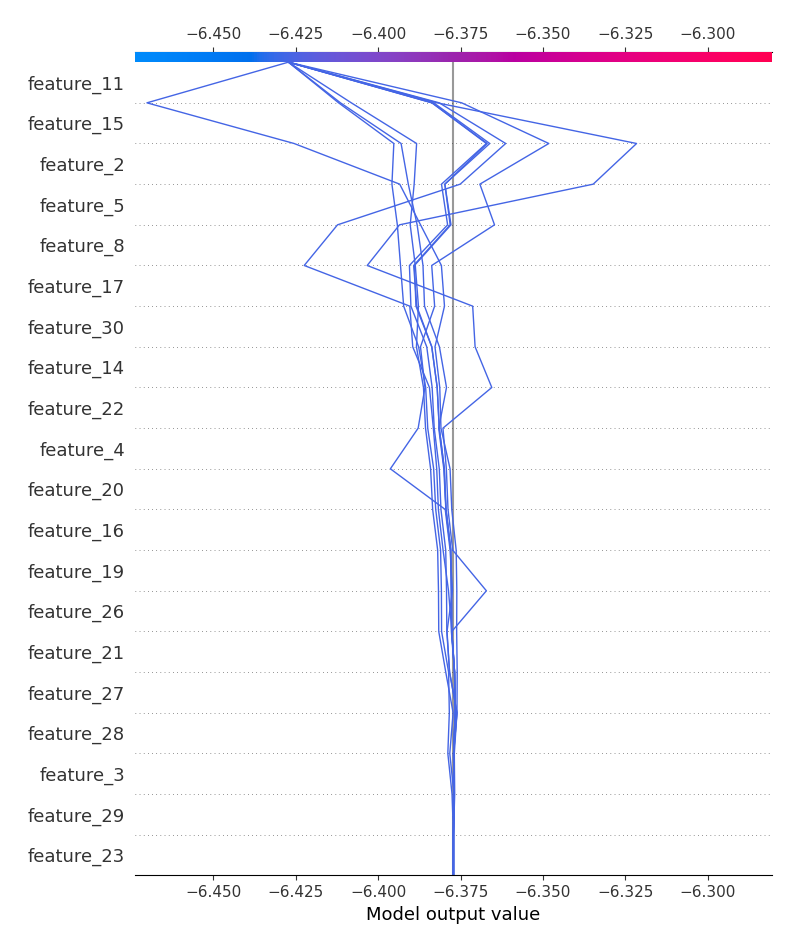 −6.450 −6.425 −6.400 −6.375 −6.350 −6.325 −6.300
feature_11
feature_15
feature_2
feature_5
feature_8
feature_17
feature_30
feature_14
feature_22
feature_4
feature_20
feature_16
feature_19
feature_26
feature_21
feature_27
feature_28
feature_3
feature_29
feature_23
−6.450 −6.425 −6.400 −6.375 −6.350 −6.325 −6.300
Model output value